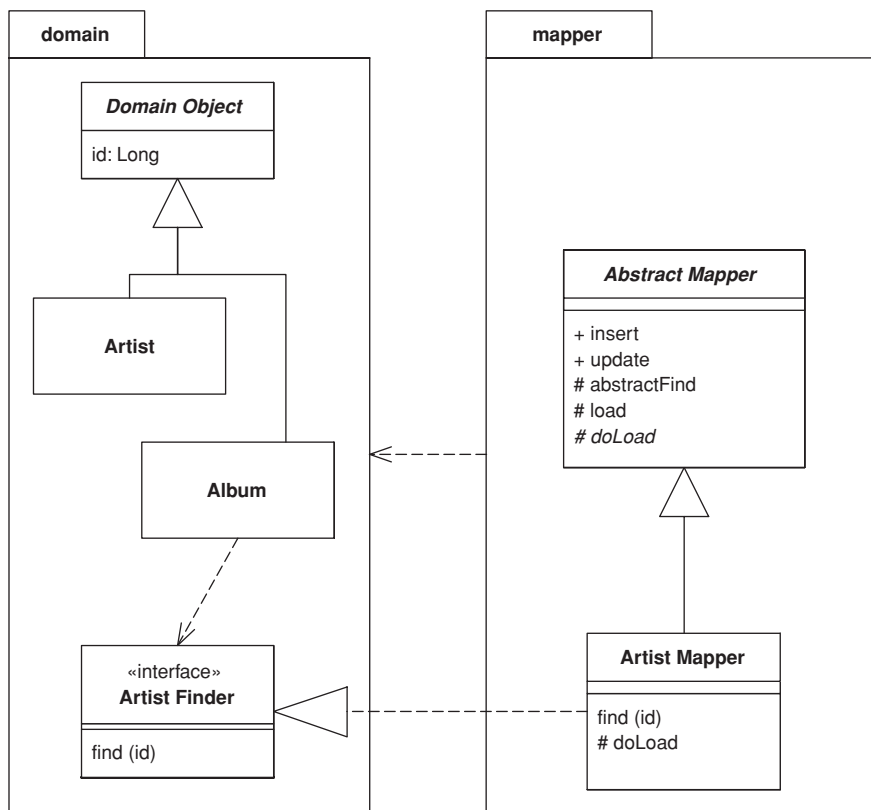 domain
mapper
Domain Object
id: Long
Artist
Album
«interface»
Artist Finder
find (id)
Abstract Mapper
+ insert
+ update
# abstractFind
# load
# doLoad
Artist Mapper
find (id)
# doLoad